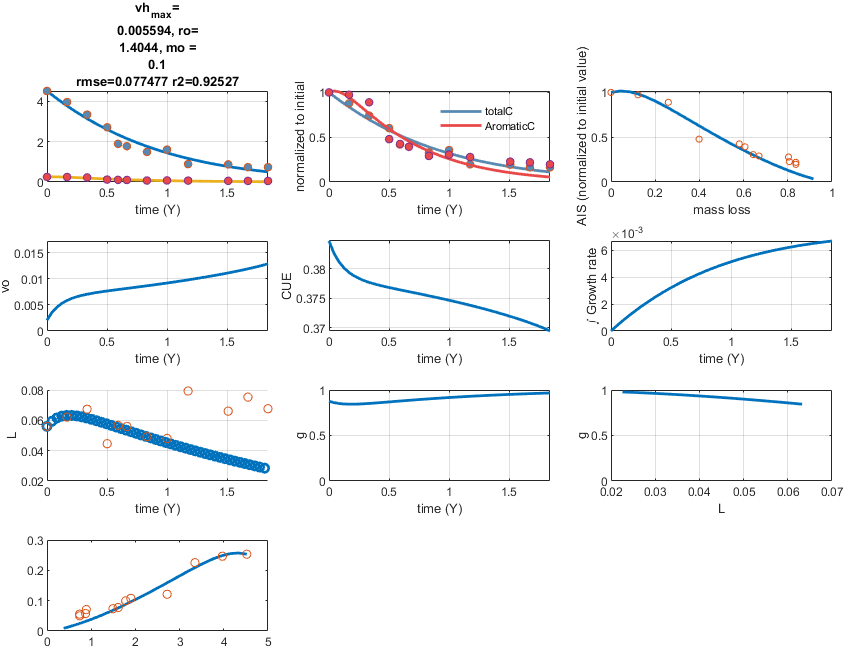 vh_max=
0.005594, ro=
1.4044, mo =
0.1
rmse=0.077477 r2=0.92527
4
2
0
0 0.5 1 1.5
time (Y)
normalized to initial
1
0.5
0
totalC
AromaticC
0 0.5 1 1.5
time (Y)
AIS (normalized to initial value)
1
0.5
0
0 0.2 0.4 0.6 0.8 1
mass loss
vo
0.015
0.01
0.005
0
0 0.5 1 1.5
time (Y)
CUE
0.38
0.375
0.37
0 0.5 1 1.5
time (Y)
∫ Growth rate
×10^-3
6
4
2
0
0 0.5 1 1.5
time (Y)
L
0.08
0.06
0.04
0.02
0 0.5 1 1.5
time (Y)
g
1
0.5
0
0 0.5 1 1.5
time (Y)
g
1
0.5
0
0.02 0.03 0.04 0.05 0.06 0.07
L
0.3
0.2
0.1
0
0 1 2 3 4 5